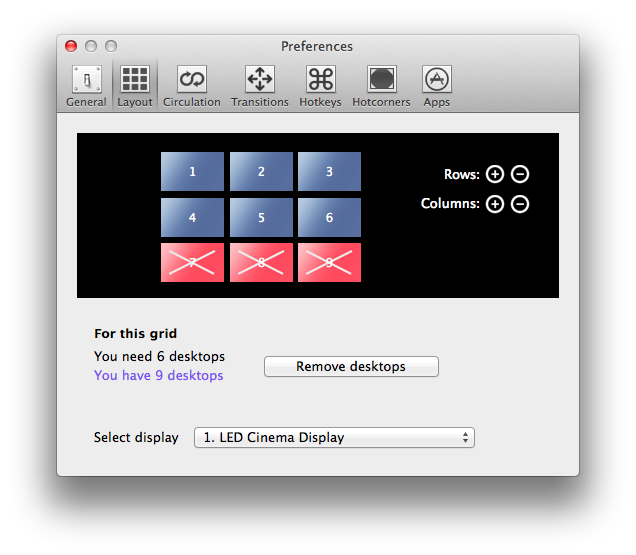 Preferences
General Layout Circulation Transitions Hotkeys Hotcorners Apps
1 2 3 Rows:
4 5 6 Columns:
7 8 9
For this grid
You need 6 desktops
You have 9 desktops
Remove desktops
Select display 1. LED Cinema Display